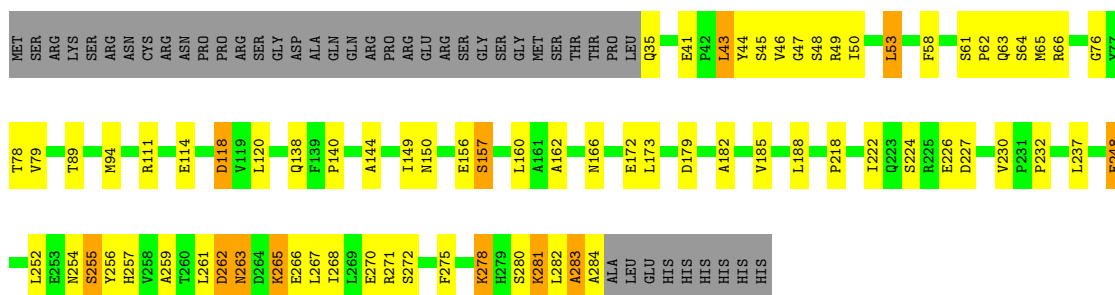 MET SER ARG LYS SER ARG ASN CYS ARG ASN PRO PRO ARG SER GLY ASP ALA GLN GLN ARG PRO ARG GLU ARG SER GLY SER GLY MET SER THR THR PRO LEU Q35 E41 P42 L43 Y44 S45 V46 G47 S48 R49 I50 L53 F58 S61 P62 Q63 S64 M65 R66 G76 Y77
T78 V79 T89 M94 R111 E114 D118 V119 L120 Q138 F139 P140 A144 I149 N150 E156 S157 L160 A161 A162 N166 E172 L173 D179 A182 V185 L188 P218 I222 Q223 S224 R225 E226 D227 V230 P231 P232 L237
L252 E253 N254 S255 Y256 H257 V258 A259 T260 L261 D262 N263 D264 K265 E266 L267 I268 L269 E270 R271 S272 F275 K278 H279 S280 K281 L282 A283 A284 ALA LEU GLU HIS HIS HIS HIS HIS HIS